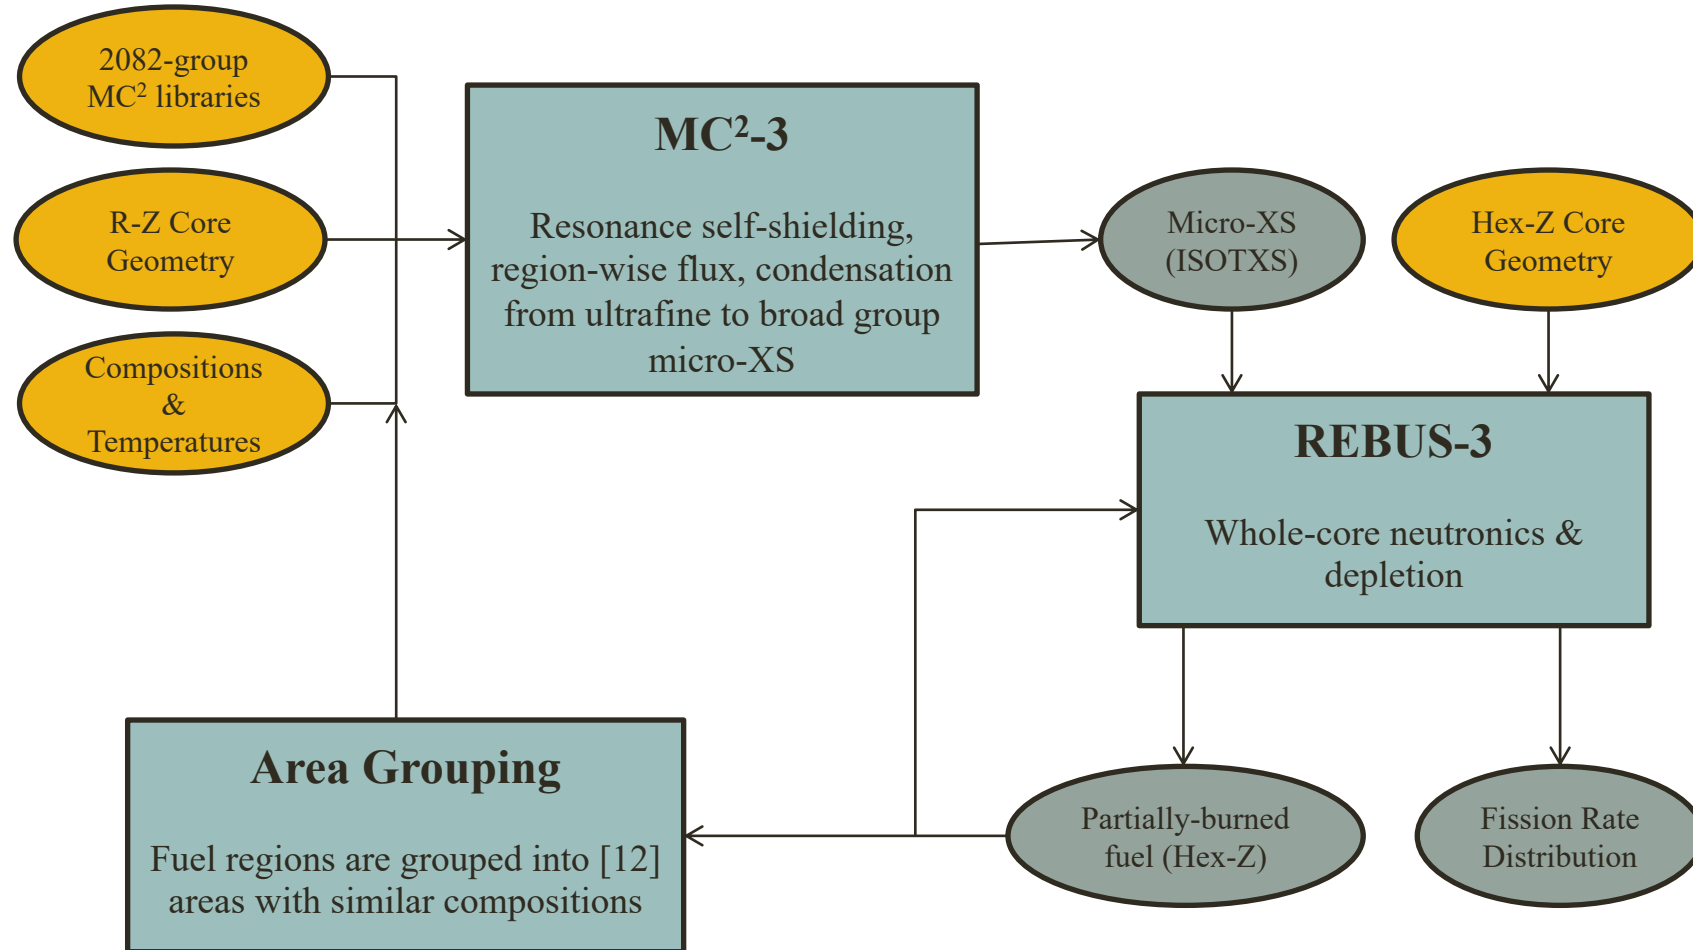 2082-group
MC² libraries
R-Z Core
Geometry
Compositions
&
Temperatures
MC²-3
Resonance self-shielding,
region-wise flux, condensation
from ultrafine to broad group
micro-XS
Micro-XS
(ISOTXS)
Hex-Z Core
Geometry
REBUS-3
Whole-core neutronics &
depletion
Area Grouping
Fuel regions are grouped into [12]
areas with similar compositions
Partially-burned
fuel (Hex-Z)
Fission Rate
Distribution